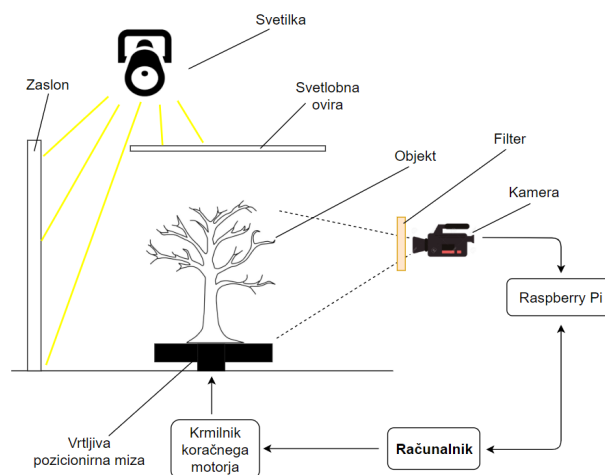 Svetilka
Zaslon
Svetlobna
ovira
Filter
Objekt
Kamera
Raspberry Pi
Vrtljiva
pozicionirna miza
Krmilnik
koračnega
motorja
Računalnik